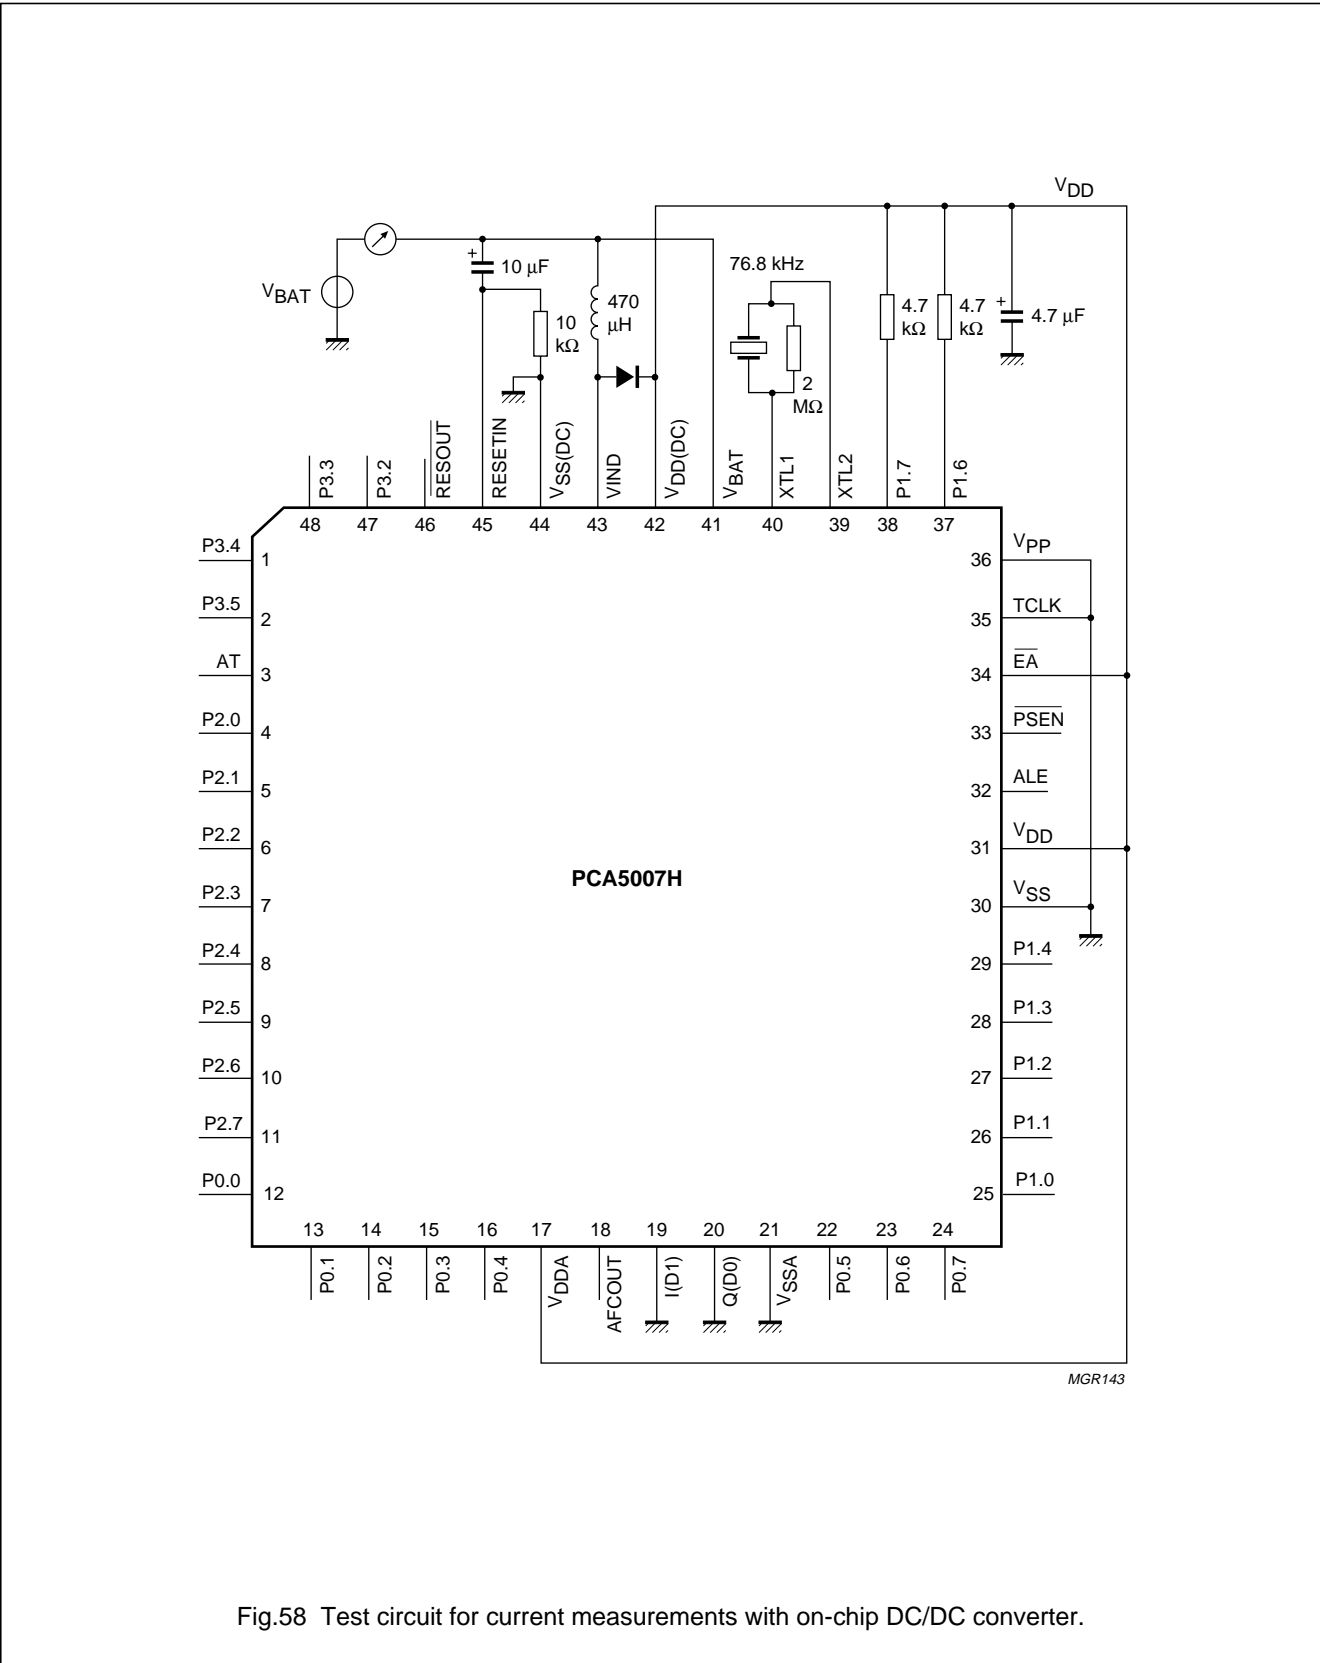 VDD
VBAT
+
10 μF
470
μH
10
kΩ
76.8 kHz
2
MΩ
4.7
kΩ
4.7
kΩ
+
4.7 μF
P3.3
P3.2
RESOUT
RESETIN
VSS(DC)
VIND
VDD(DC)
VBAT
XTL1
XTL2
P1.7
P1.6
48
47
46
45
44
43
42
41
40
39
38
37
P3.4
1
P3.5
2
AT
3
P2.0
4
P2.1
5
P2.2
6
P2.3
7
P2.4
8
P2.5
9
P2.6
10
P2.7
11
P0.0
12
PCA5007H
36
VPP
35
TCLK
34
EA
33
PSEN
32
ALE
31
VDD
30
VSS
29
P1.4
28
P1.3
27
P1.2
26
P1.1
25
P1.0
13
14
15
16
17
18
19
20
21
22
23
24
P0.1
P0.2
P0.3
P0.4
VDDA
AFCOUT
I(D1)
Q(D0)
VSSA
P0.5
P0.6
P0.7
MGR143
Fig.58 Test circuit for current measurements with on-chip DC/DC converter.